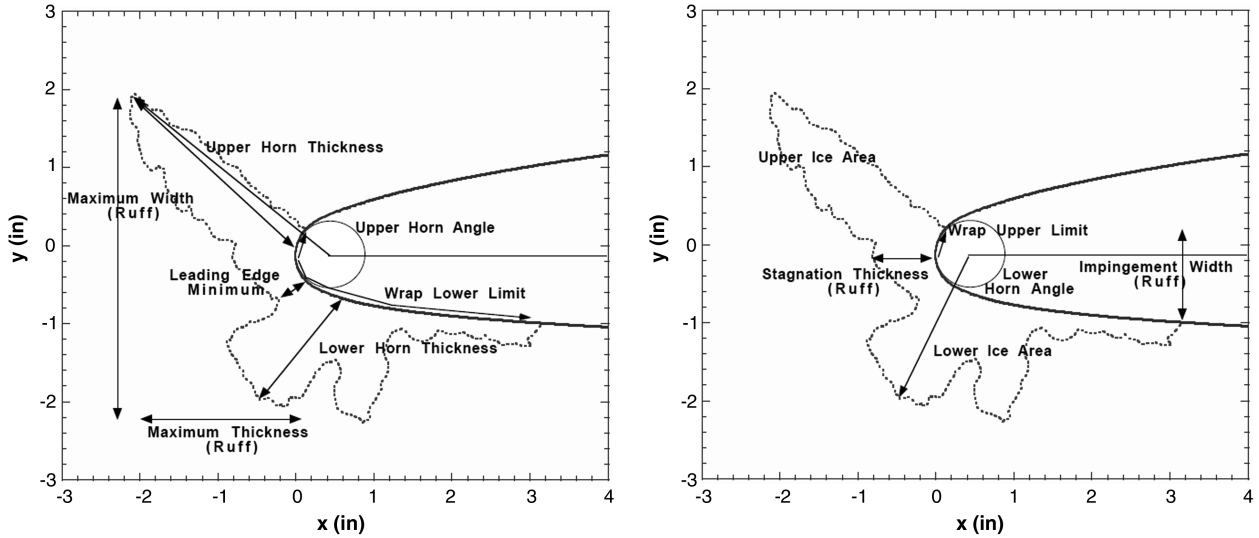 3
2
1
0
-1
-2
-3
y (in)
-3
-2
-1
0
1
2
3
4
x (in)
Upper Horn Thickness
Maximum Width
(Ruff)
Upper Horn Angle
Leading Edge
Minimum
Wrap Lower Limit
Lower Horn Thickness
Maximum Thickness
(Ruff)
3
2
1
0
-1
-2
-3
y (in)
-3
-2
-1
0
1
2
3
4
x (in)
Upper Ice Area
Wrap Upper Limit
Stagnation Thickness
(Ruff)
Lower
Horn Angle
Impingement Width
(Ruff)
Lower Ice Area